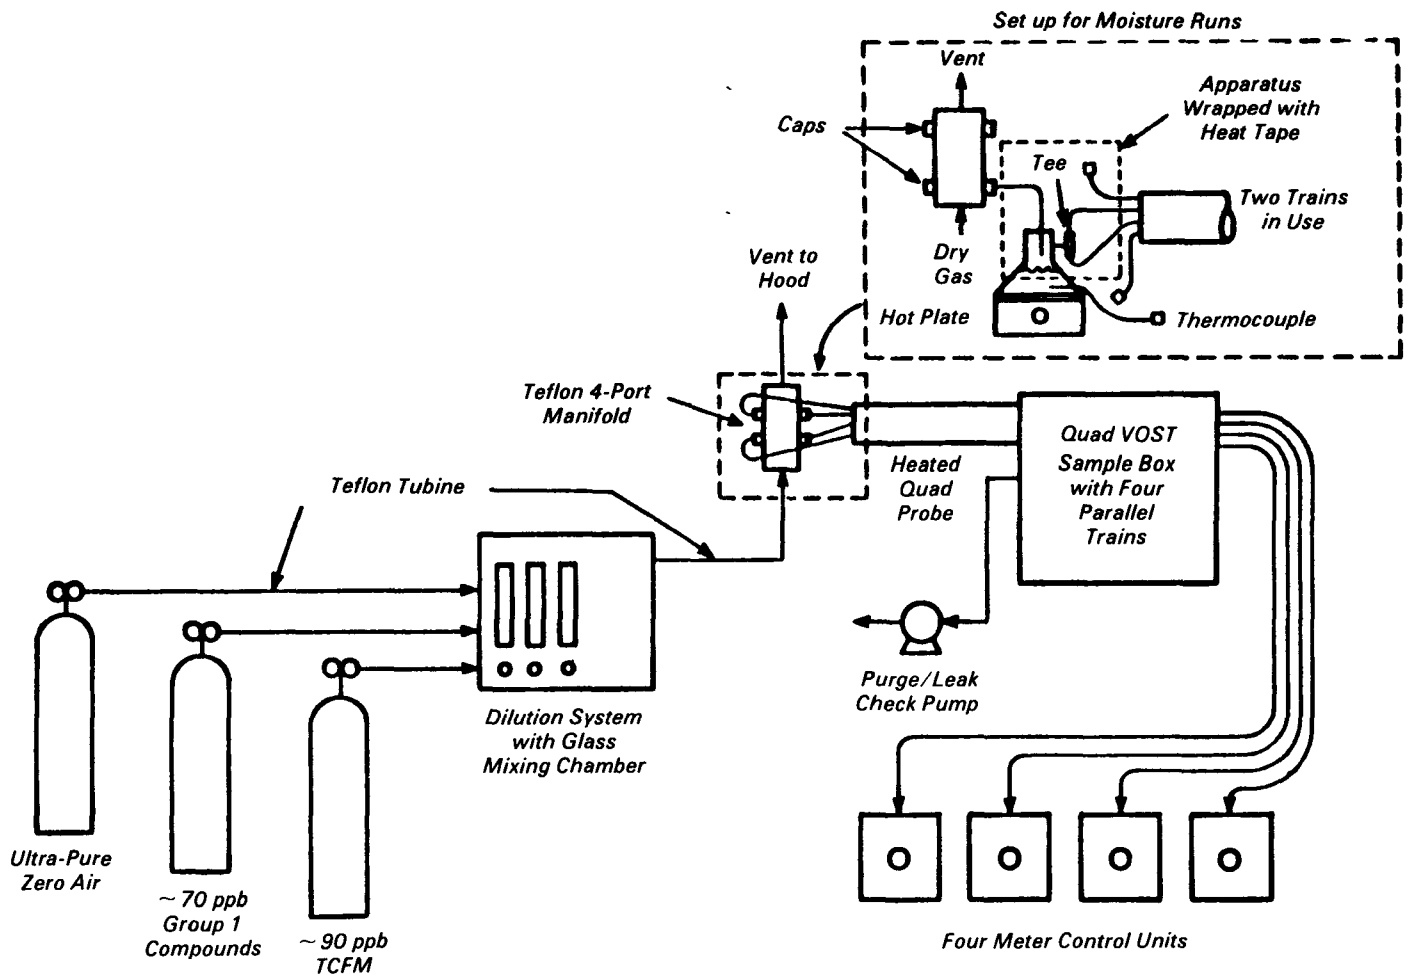 Set up for Moisture Runs
Vent
Apparatus
Wrapped with
Heat Tape
Caps
Tee
Two Trains
in Use
Dry
Gas
Vent to
Hood
Hot Plate
Thermocouple
Teflon 4-Port
Manifold
Quad VOST
Sample Box
with Four
Parallel
Trains
Heated
Quad
Probe
Teflon Tubine
Purge/Leak
Check Pump
Dilution System
with Glass
Mixing Chamber
Ultra-Pure
Zero Air
~70 ppb
Group 1
Compounds
~90 ppb
TCFM
Four Meter Control Units